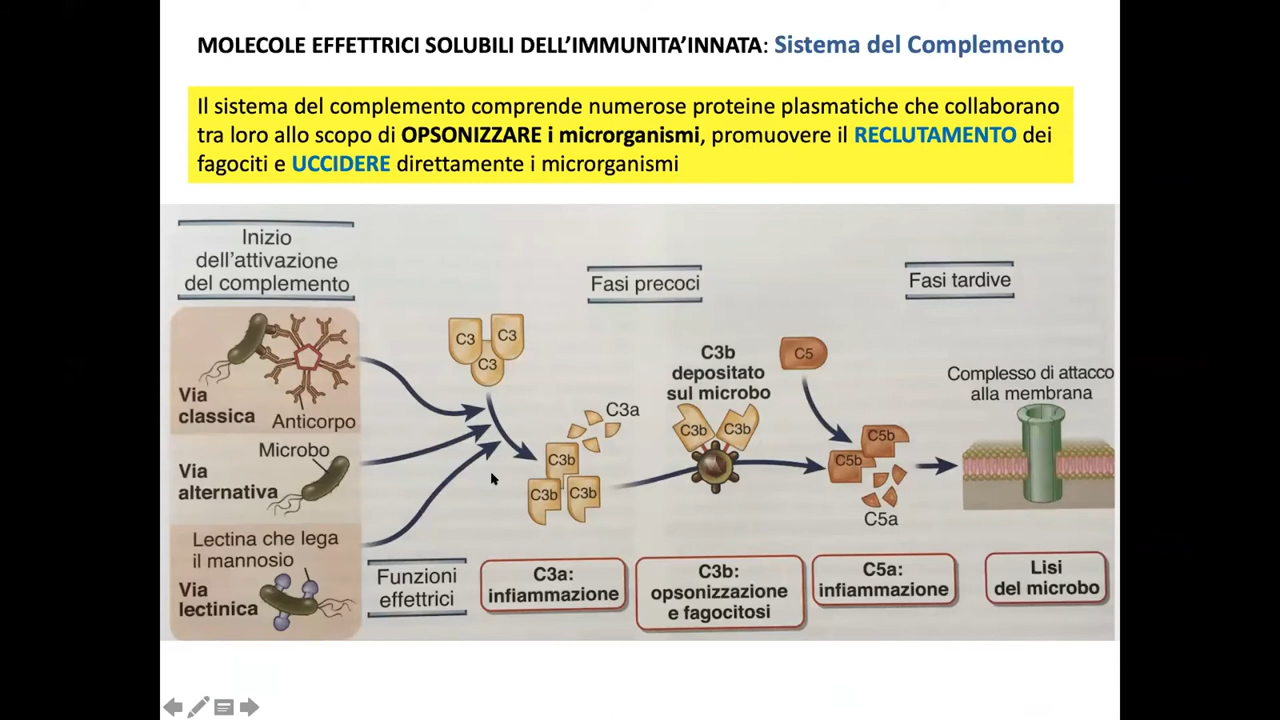 MOLECOLE EFFETTRICI SOLUBILI DELL’IMMUNITA’INNATA: Sistema del Complemento
Il sistema del complemento comprende numerose proteine plasmatiche che collaborano
tra loro allo scopo di OPSONIZZARE i microrganismi, promuovere il RECLUTAMENTO dei
fagociti e UCCIDERE direttamente i microrganismi
Inizio
dell'attivazione
del complemento
Fasi precoci
Fasi tardive
Via
classica
Anticorpo
Microbo
Via
alternativa
Lectina che lega
il mannosio
Via
lectinica
C3
C3
C3
C3a
C3b
C3b
C3b
C3b
depositato
sul microbo
C3b
C3b
C5
C5b
C5b
C5a
Complesso di attacco
alla membrana
Funzioni
effettrici
C3a:
infiammazione
C3b:
opsonizzazione
e fagocitosi
C5a:
infiammazione
Lisi
del microbo